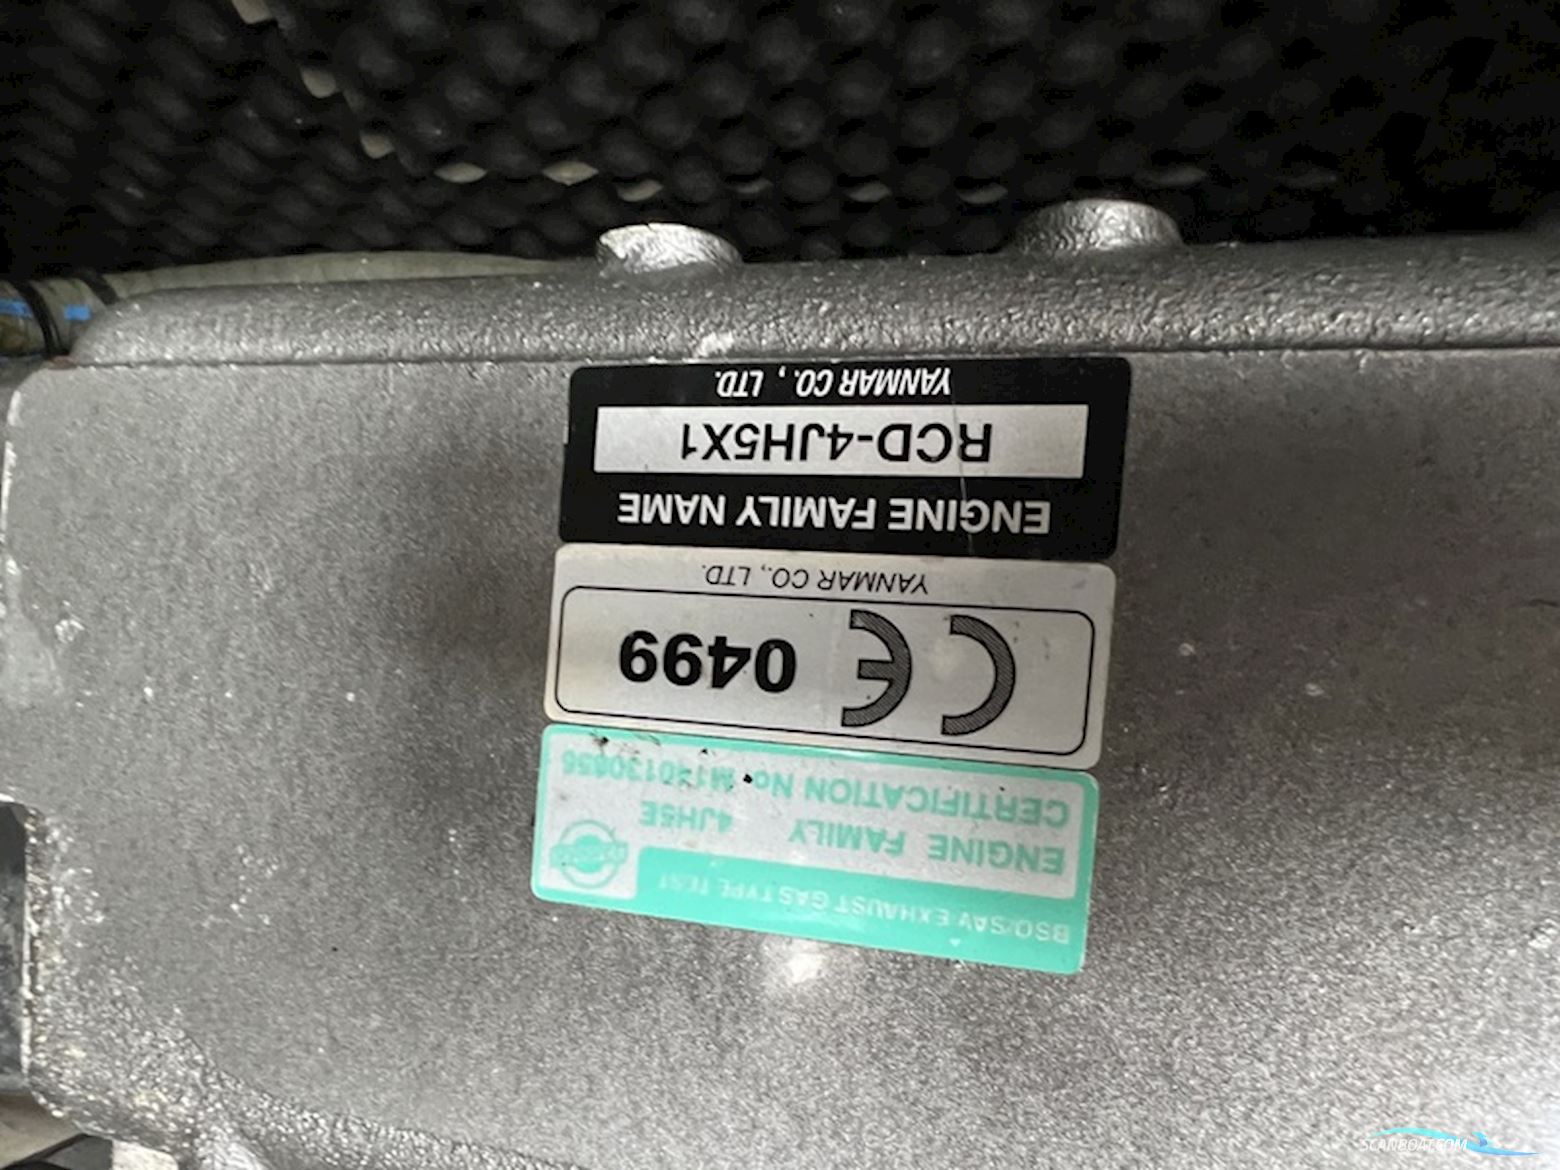 BSO/SAV EXHAUST GAS TYPE TEST
ENGINE FAMILY 4JH5E
CERTIFICATION No.
CE 0499
YANMAR CO., LTD.
ENGINE FAMILY NAME
RCD-4JH5X1
YANMAR CO., LTD.
SCANBOAT.COM